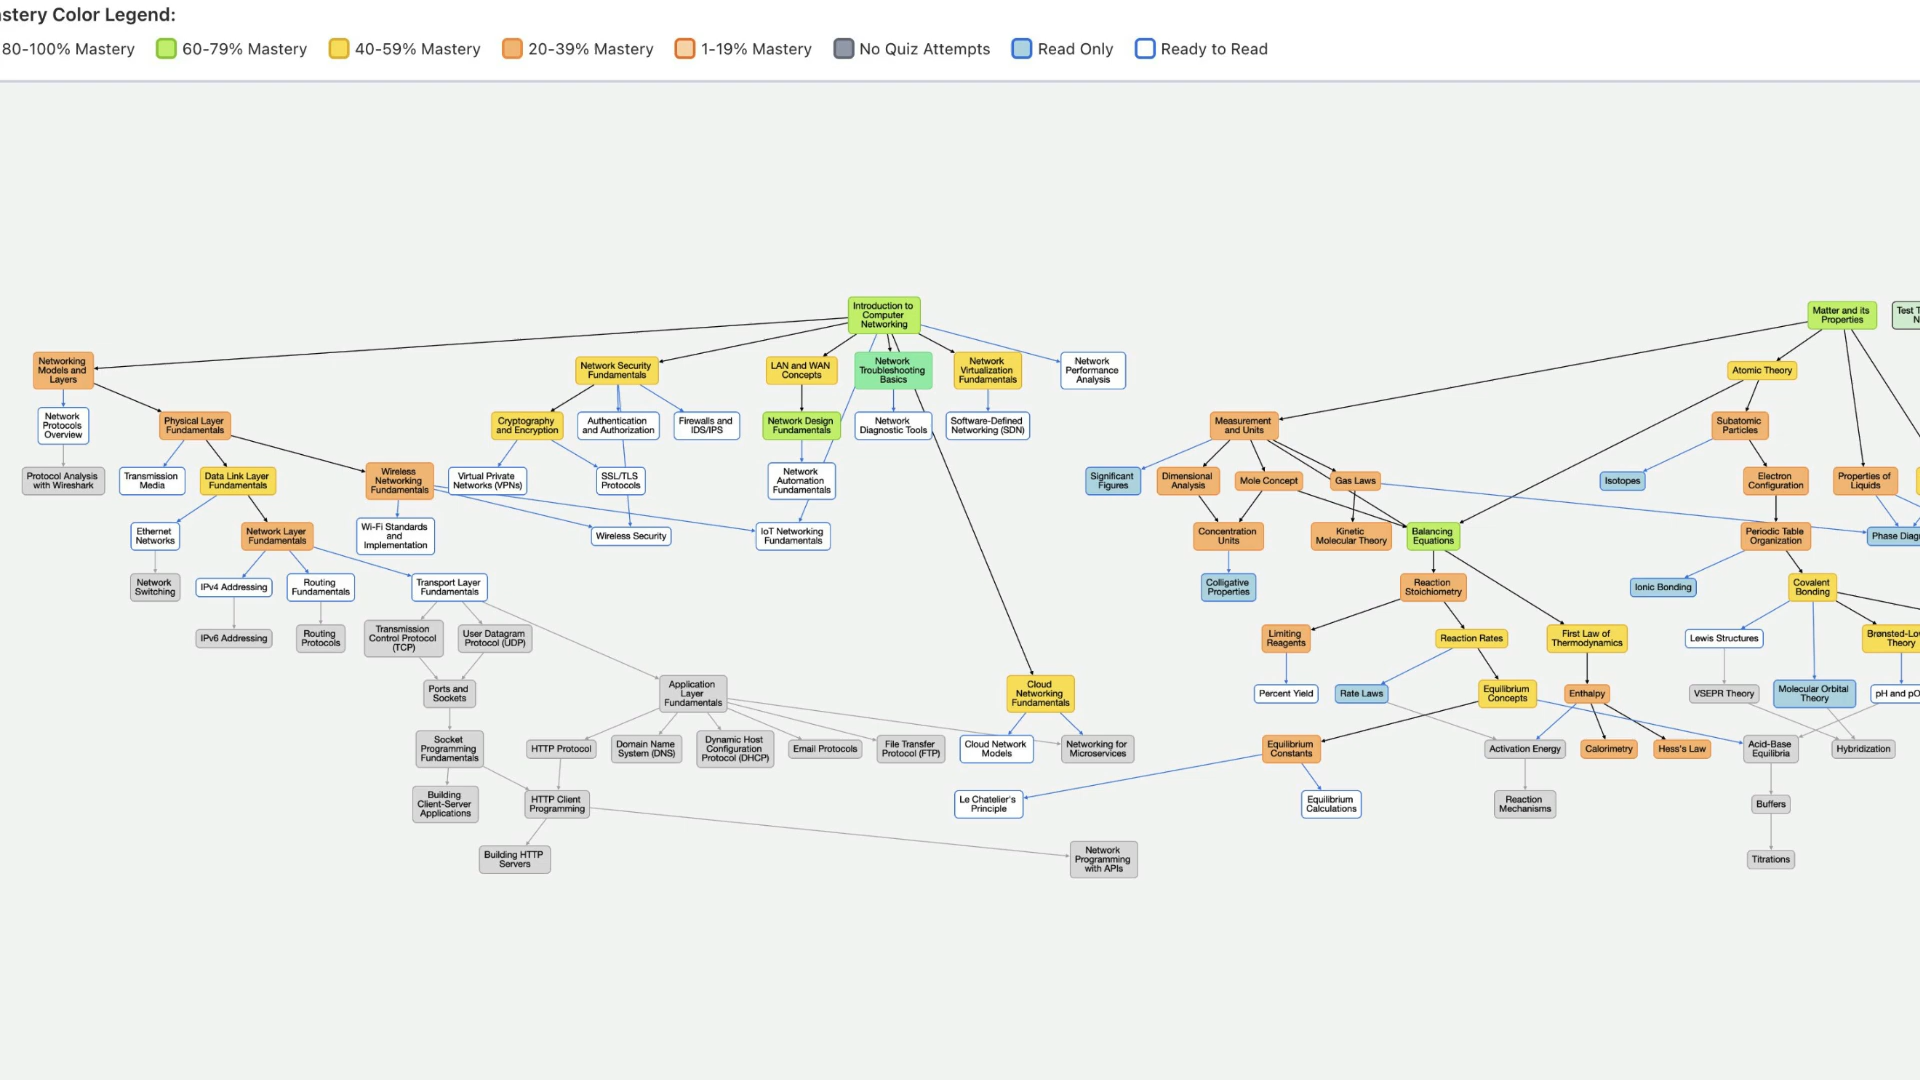 stery Color Legend:
80-100% Mastery
60-79% Mastery
40-59% Mastery
20-39% Mastery
1-19% Mastery
No Quiz Attempts
Read Only
Ready to Read
Introduction to
Computer
Networking
Matter and its
Properties
Test T
N
Networking
Models and
Layers
Network Security
Fundamentals
LAN and WAN
Concepts
Network
Troubleshooting
Basics
Network
Virtualization
Fundamentals
Network
Performance
Analysis
Atomic Theory
Network
Protocols
Overview
Physical Layer
Fundamentals
Cryptography
and Encryption
Authentication
and Authorization
Firewalls and
IDS/IPS
Network Design
Fundamentals
Network
Diagnostic Tools
Software-Defined
Networking (SDN)
Measurement
and Units
Subatomic
Particles
Protocol Analysis
with Wireshark
Transmission
Media
Data Link Layer
Fundamentals
Wireless
Networking
Fundamentals
Virtual Private
Networks (VPNs)
SSL/TLS
Protocols
Network
Automation
Fundamentals
Significant
Figures
Dimensional
Analysis
Mole Concept
Gas Laws
Isotopes
Electron
Configuration
Properties of
Liquids
Ethernet
Networks
Network Layer
Fundamentals
Wi-Fi Standards
and
Implementation
Wireless Security
IoT Networking
Fundamentals
Concentration
Units
Kinetic
Molecular Theory
Balancing
Equations
Periodic Table
Organization
Phase Diag
Network
Switching
IPv4 Addressing
Routing
Fundamentals
Transport Layer
Fundamentals
Colligative
Properties
Reaction
Stoichiometry
Ionic Bonding
Covalent
Bonding
IPv6 Addressing
Routing
Protocols
Transmission
Control Protocol
(TCP)
User Datagram
Protocol (UDP)
Limiting
Reagents
Reaction Rates
First Law of
Thermodynamics
Lewis Structures
Brønsted-Lo
Theory
Ports and
Sockets
Application
Layer
Fundamentals
Cloud
Networking
Fundamentals
Percent Yield
Rate Laws
Equilibrium
Concepts
Enthalpy
VSEPR Theory
Molecular Orbital
Theory
pH and pO
Socket
Programming
Fundamentals
HTTP Protocol
Domain Name
System (DNS)
Dynamic Host
Configuration
Protocol (DHCP)
Email Protocols
File Transfer
Protocol (FTP)
Cloud Network
Models
Networking for
Microservices
Equilibrium
Constants
Activation Energy
Calorimetry
Hess's Law
Acid-Base
Equilibria
Hybridization
Building
Client-Server
Applications
HTTP Client
Programming
Le Chatelier's
Principle
Equilibrium
Calculations
Reaction
Mechanisms
Buffers
Building HTTP
Servers
Network
Programming
with APIs
Titrations